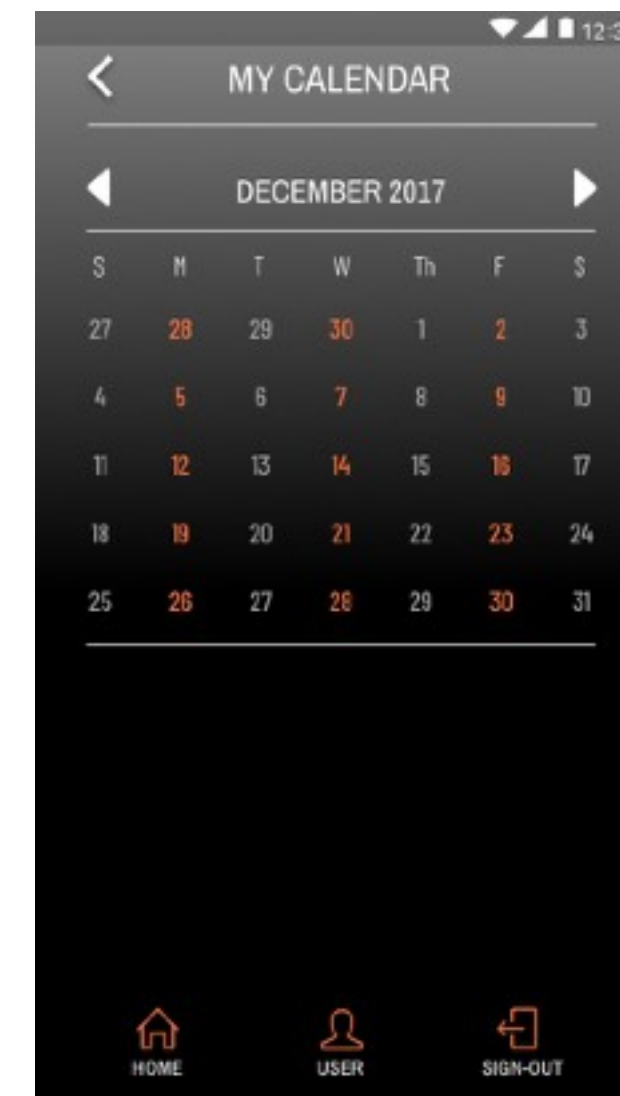 12:3
MY CALENDAR
DECEMBER 2017
S M T W Th F S
27 28 29 30 1 2 3
4 5 6 7 8 9 10
11 12 13 14 15 16 17
18 19 20 21 22 23 24
25 26 27 28 29 30 31
HOME USER SIGN-OUT